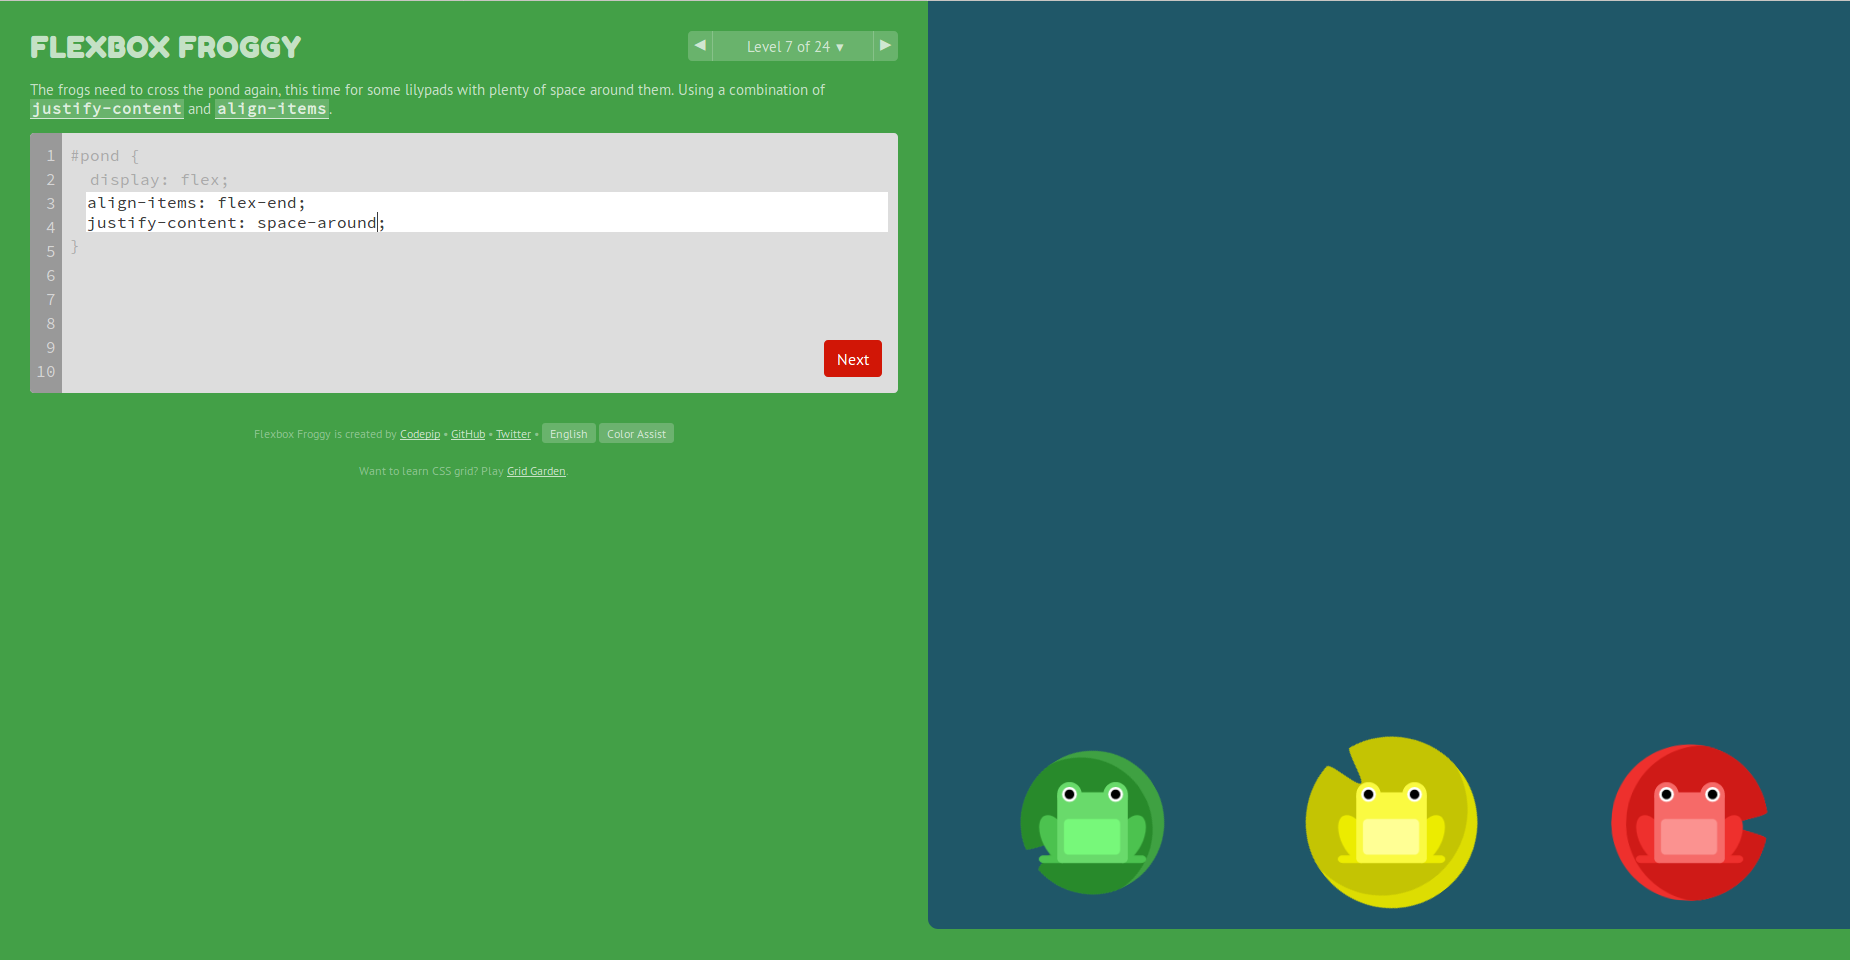 FLEXBOX FROGGY
◀ Level 7 of 24 ▼ ▶
The frogs need to cross the pond again, this time for some lilypads with plenty of space around them. Using a combination of
justify-content and align-items.
1 #pond {
2 display: flex;
3 align-items: flex-end;
4 justify-content: space-around;
5 }
6
7
8
9
10
Next
Flexbox Froggy is created by Codepip • GitHub • Twitter • English Color Assist
Want to learn CSS grid? Play Grid Garden.